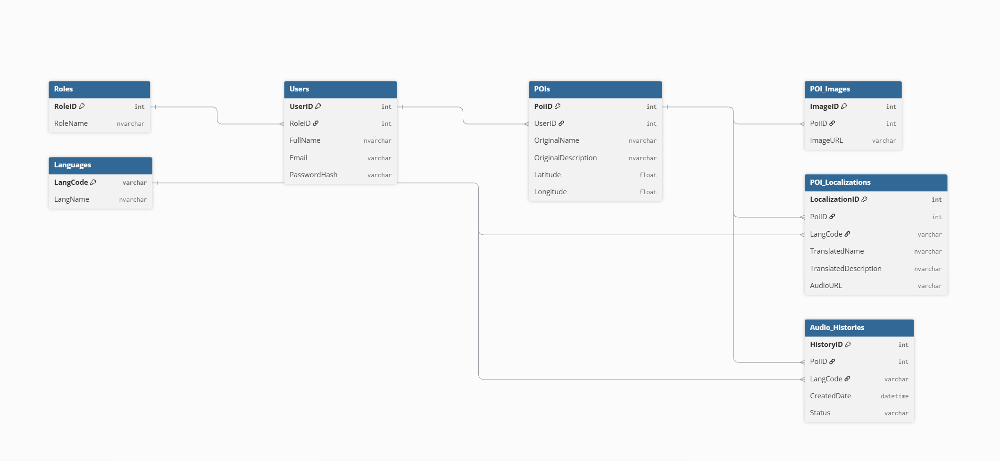 Roles
RoleID int
RoleName nvarchar
Languages
LangCode varchar
LangName nvarchar
Users
UserID int
RoleID int
FullName nvarchar
Email varchar
PasswordHash varchar
POIs
PoiID int
UserID int
OriginalName nvarchar
OriginalDescription nvarchar
Latitude float
Longitude float
POI_Images
ImageID int
PoiID int
ImageURL varchar
POI_Localizations
LocalizationID int
PoiID int
LangCode varchar
TranslatedName nvarchar
TranslatedDescription nvarchar
AudioURL varchar
Audio_Histories
HistoryID int
PoiID int
LangCode varchar
CreatedDate datetime
Status varchar